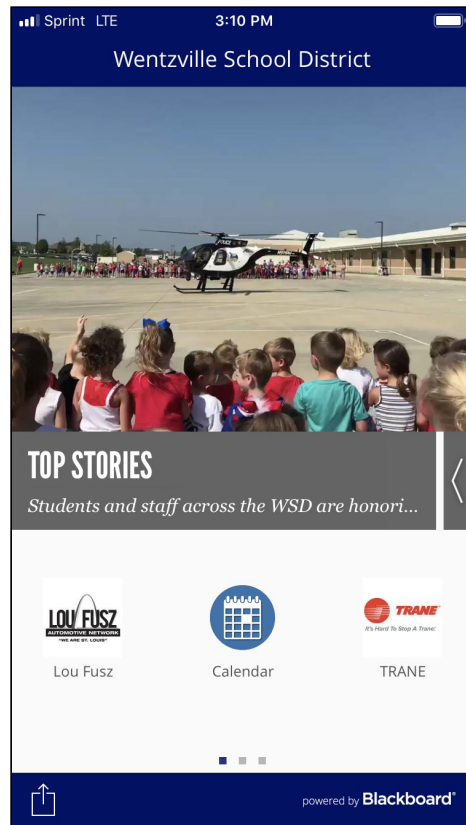 Sprint LTE 3:10 PM
Wentzville School District
POLICE
TOP STORIES
Students and staff across the WSD are honori...
LOU FUSZ
AUTOMOTIVE NETWORK
"WE ARE ST. LOUIS"
TRANE
It's Hard To Stop A Trane.
Lou Fusz Calendar TRANE
powered by Blackboard